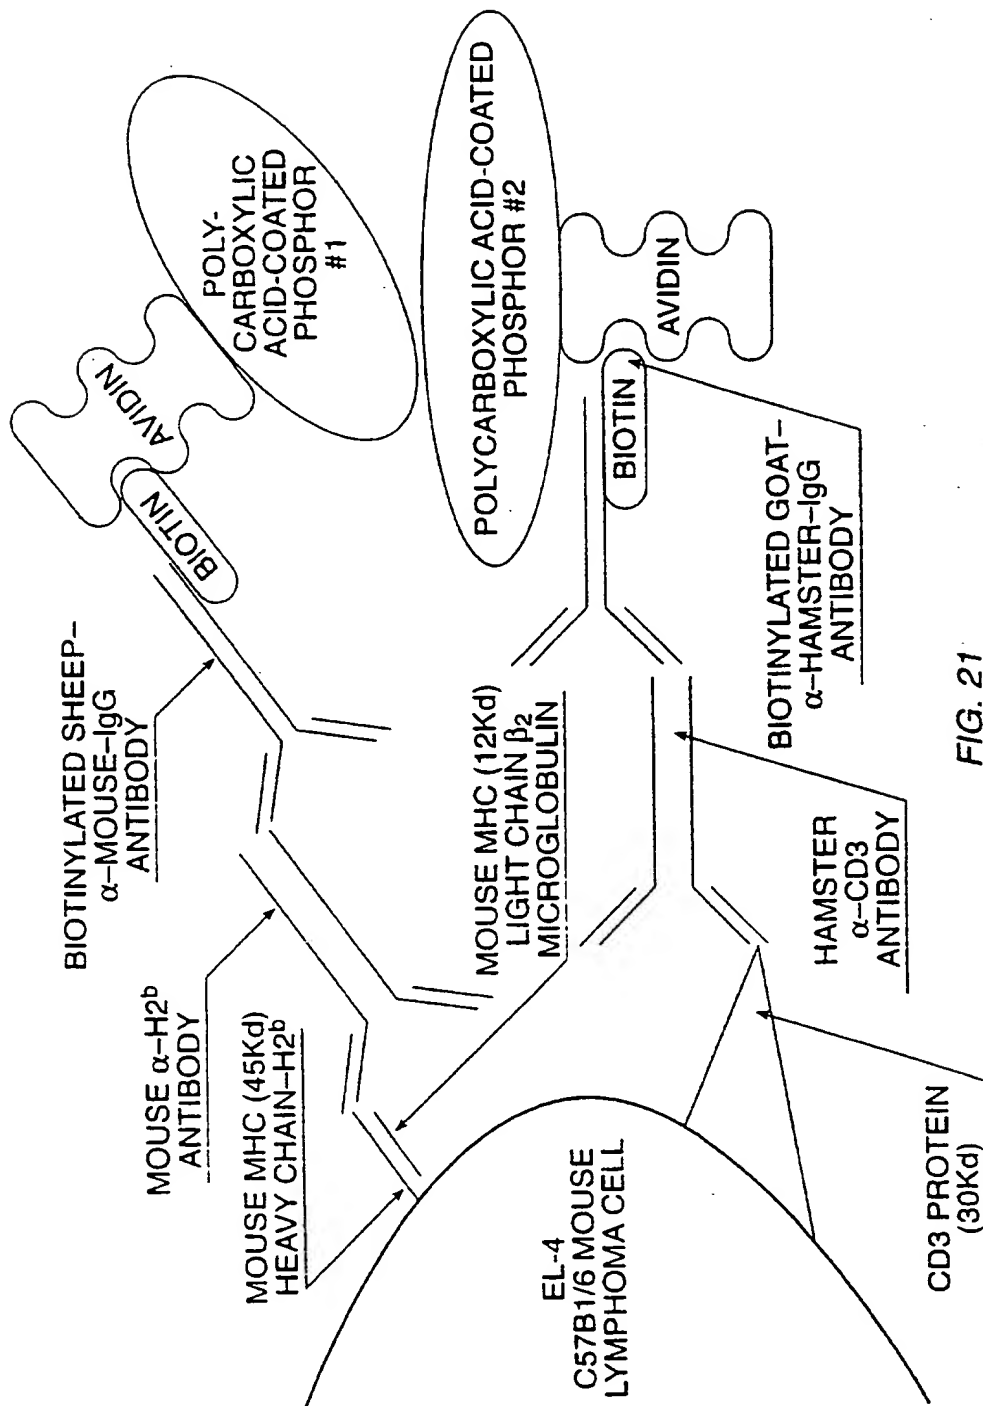 BIOTINYLATED SHEEP–
α–MOUSE–IgG
ANTIBODY
MOUSE α–H2ᵇ
ANTIBODY
MOUSE MHC (45Kd)
HEAVY CHAIN–H2ᵇ
EL-4
C57B1/6 MOUSE
LYMPHOMA CELL
CD3 PROTEIN
(30Kd)
MOUSE MHC (12Kd)
LIGHT CHAIN β₂
MICROGLOBULIN
HAMSTER
α–CD3
ANTIBODY
BIOTINYLATED GOAT–
α–HAMSTER–IgG
ANTIBODY
BIOTIN
AVIDIN
POLY-
CARBOXYLIC
ACID-COATED
PHOSPHOR
#1
POLYCARBOXYLIC ACID-COATED
PHOSPHOR #2
BIOTIN
AVIDIN
FIG. 21